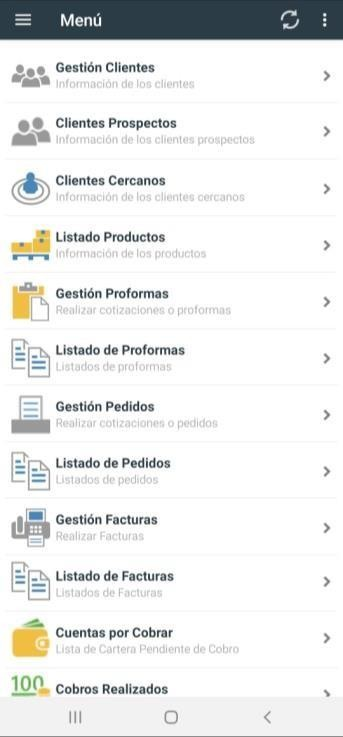 Menú
Gestión Clientes
Información de los clientes
Clientes Prospectos
Información de los clientes prospectos
Clientes Cercanos
Información de los clientes cercanos
Listado Productos
Información de los productos
Gestión Proformas
Realizar cotizaciones o proformas
Listado de Proformas
Listados de proformas
Gestión Pedidos
Realizar cotizaciones o pedidos
Listado de Pedidos
Listados de pedidos
Gestión Facturas
Realizar Facturas
Listado de Facturas
Listados de Facturas
Cuentas por Cobrar
Lista de Cartera Pendiente de Cobro
100
Cobros Realizados